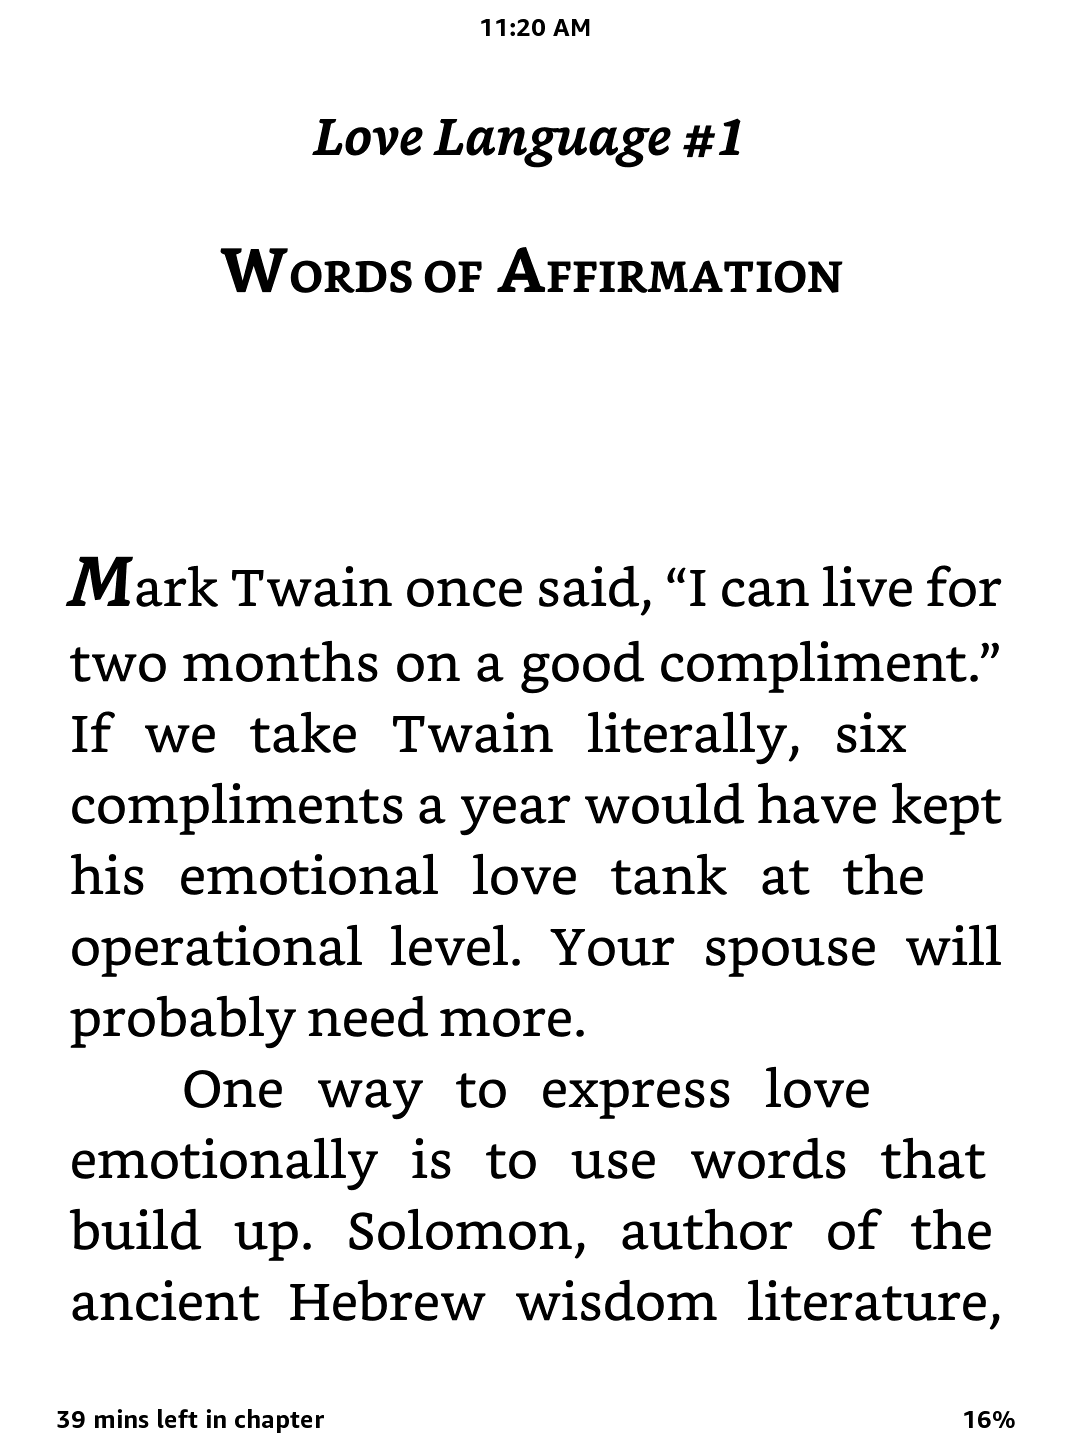 11:20 AM
Love Language #1
WORDS OF AFFIRMATION
Mark Twain once said, “I can live for
two months on a good compliment.”
If we take Twain literally, six
compliments a year would have kept
his emotional love tank at the
operational level. Your spouse will
probably need more.
One way to express love
emotionally is to use words that
build up. Solomon, author of the
ancient Hebrew wisdom literature,
39 mins left in chapter
16%